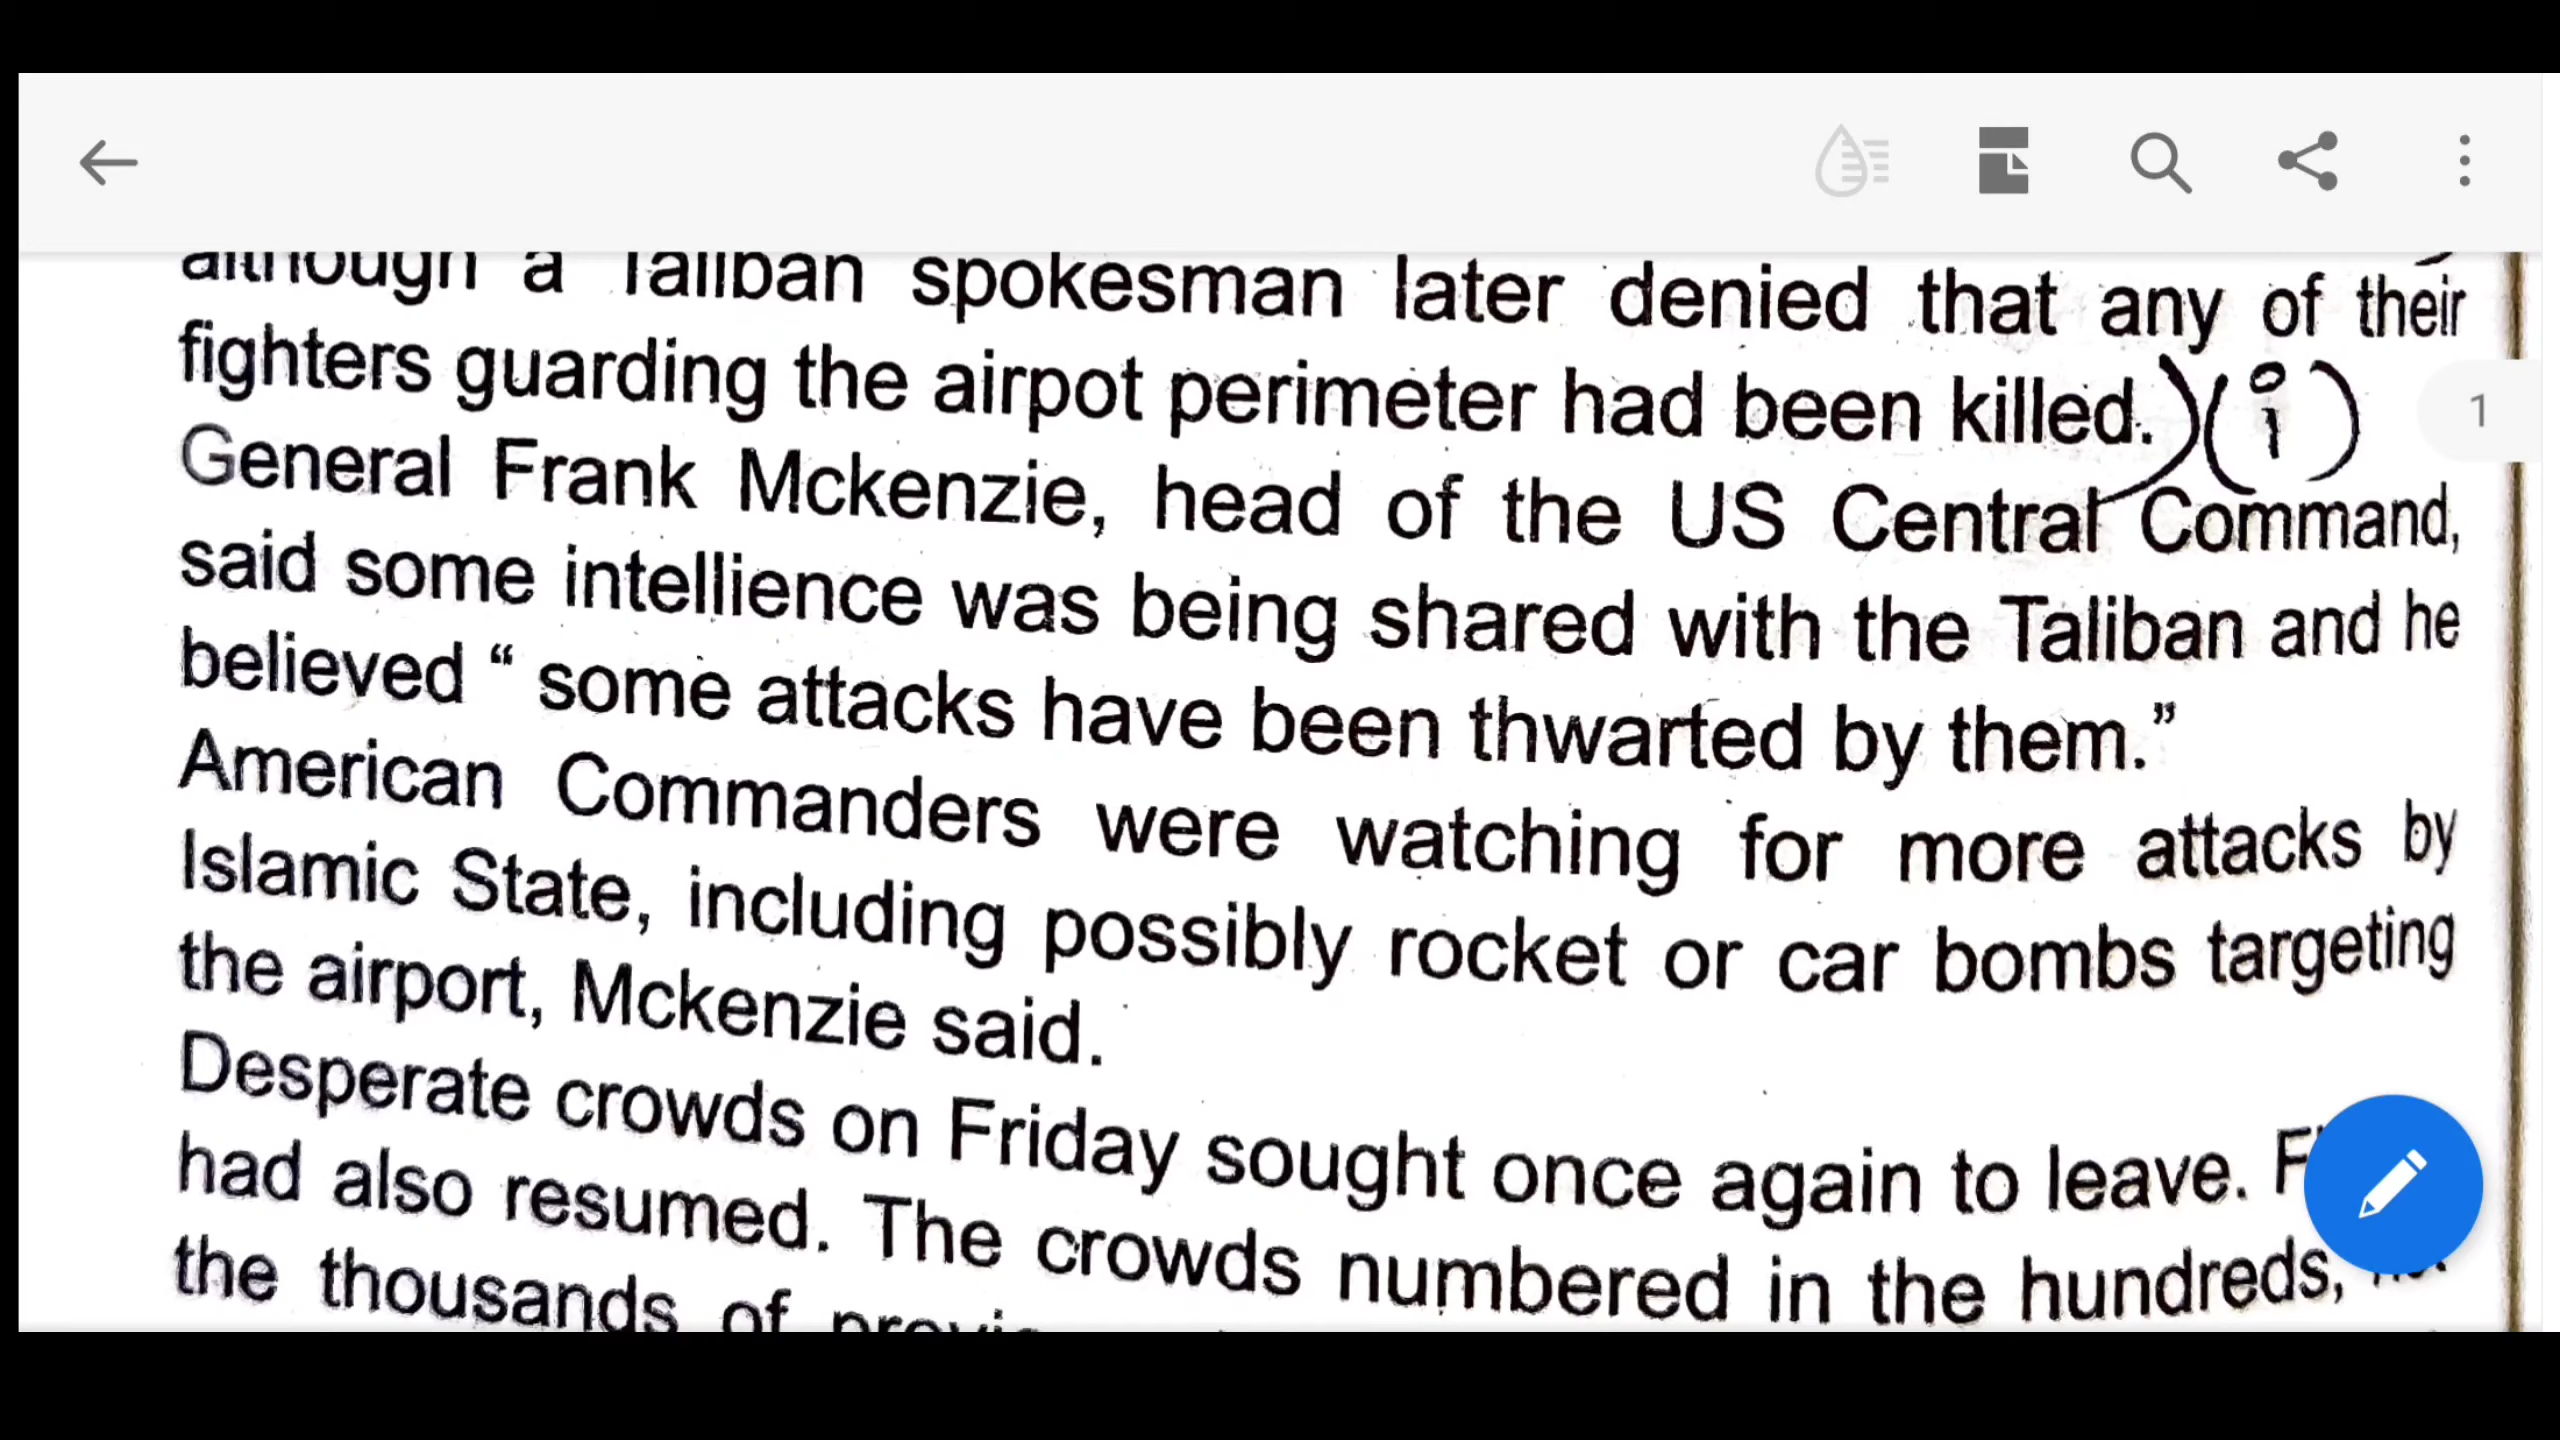 although a Taliban spokesman later denied that any of their
fighters guarding the airpot perimeter had been killed.) (i)
1
General Frank Mckenzie, head of the US Central Command,
said some intellience was being shared with the Taliban and he
believed “ some attacks have been thwarted by them.”
American Commanders were watching for more attacks by
Islamic State, including possibly rocket or car bombs targeting
the airport, Mckenzie said.
Desperate crowds on Friday sought once again to leave.
had also resumed. The crowds numbered in the hundreds,
the thousands of